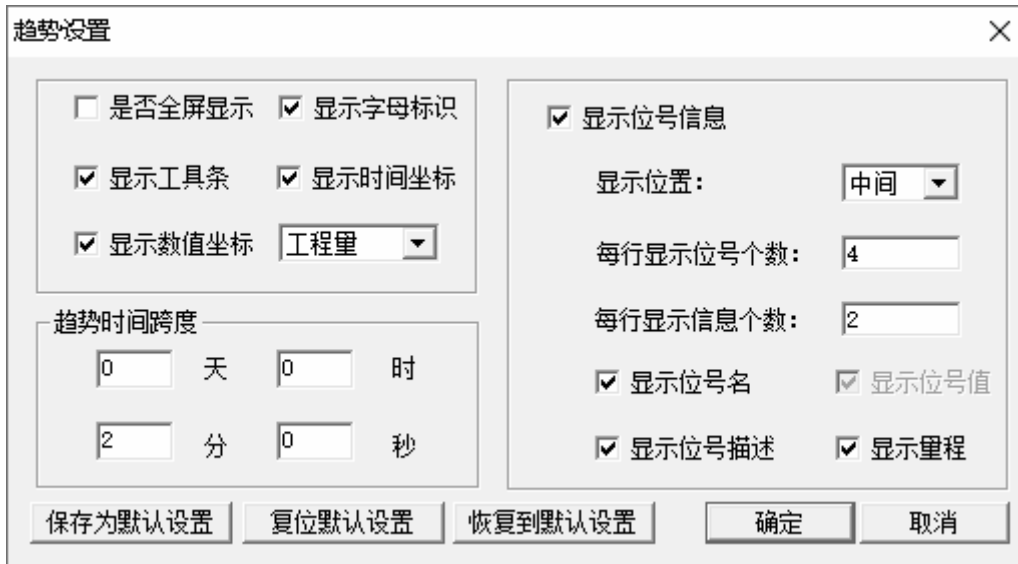 趋势设置
是否全屏显示 显示字母标识
显示工具条 显示时间坐标
显示数值坐标 工程量
趋势时间跨度
0 天 0 时
2 分 0 秒
显示位号信息
显示位置: 中间
每行显示位号个数: 4
每行显示信息个数: 2
显示位号名 显示位号值
显示位号描述 显示量程
保存为默认设置 复位默认设置 恢复到默认设置 确定 取消